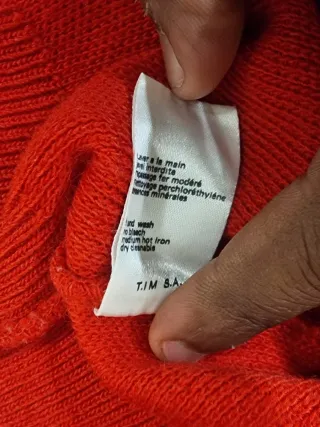 laver a la main
javel interdite
repassage fer modéré
nettoyage perchloréthylène
essences minérales
hand wash
no bleach
medium hot iron
dry cleanable
T.I.M S.A.